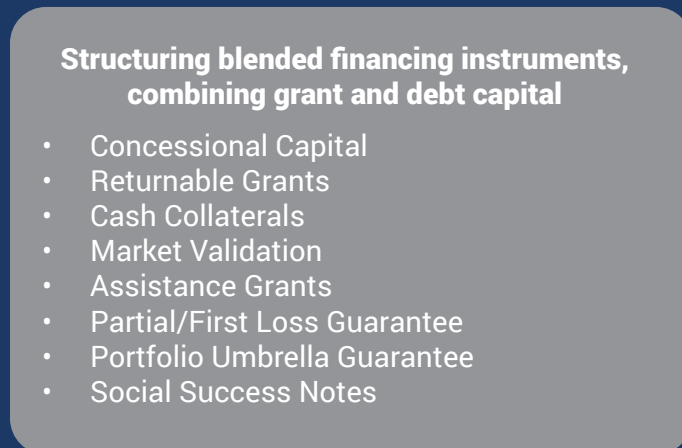 Structuring blended financing instruments,
combining grant and debt capital
• Concessional Capital
• Returnable Grants
• Cash Collaterals
• Market Validation
• Assistance Grants
• Partial/First Loss Guarantee
• Portfolio Umbrella Guarantee
• Social Success Notes